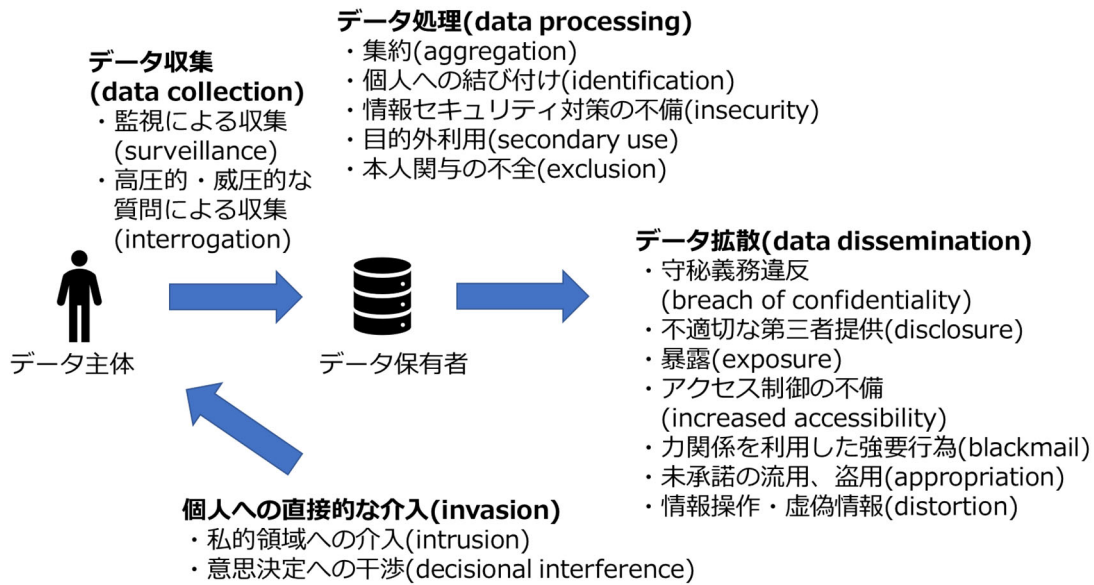 データ収集
(data collection)
・監視による収集
(surveillance)
・高圧的・威圧的な
質問による収集
(interrogation)
データ処理(data processing)
・集約(aggregation)
・個人への結び付け(identification)
・情報セキュリティ対策の不備(insecurity)
・目的外利用(secondary use)
・本人関与の不全(exclusion)
データ主体
データ保有者
データ拡散(data dissemination)
・守秘義務違反
(breach of confidentiality)
・不適切な第三者提供(disclosure)
・暴露(exposure)
・アクセス制御の不備
(increased accessibility)
・力関係を利用した強要行為(blackmail)
・未承諾の流用、盗用(appropriation)
・情報操作・虚偽情報(distortion)
個人への直接的な介入(invasion)
・私的領域への介入(intrusion)
・意思決定への干渉(decisional interference)